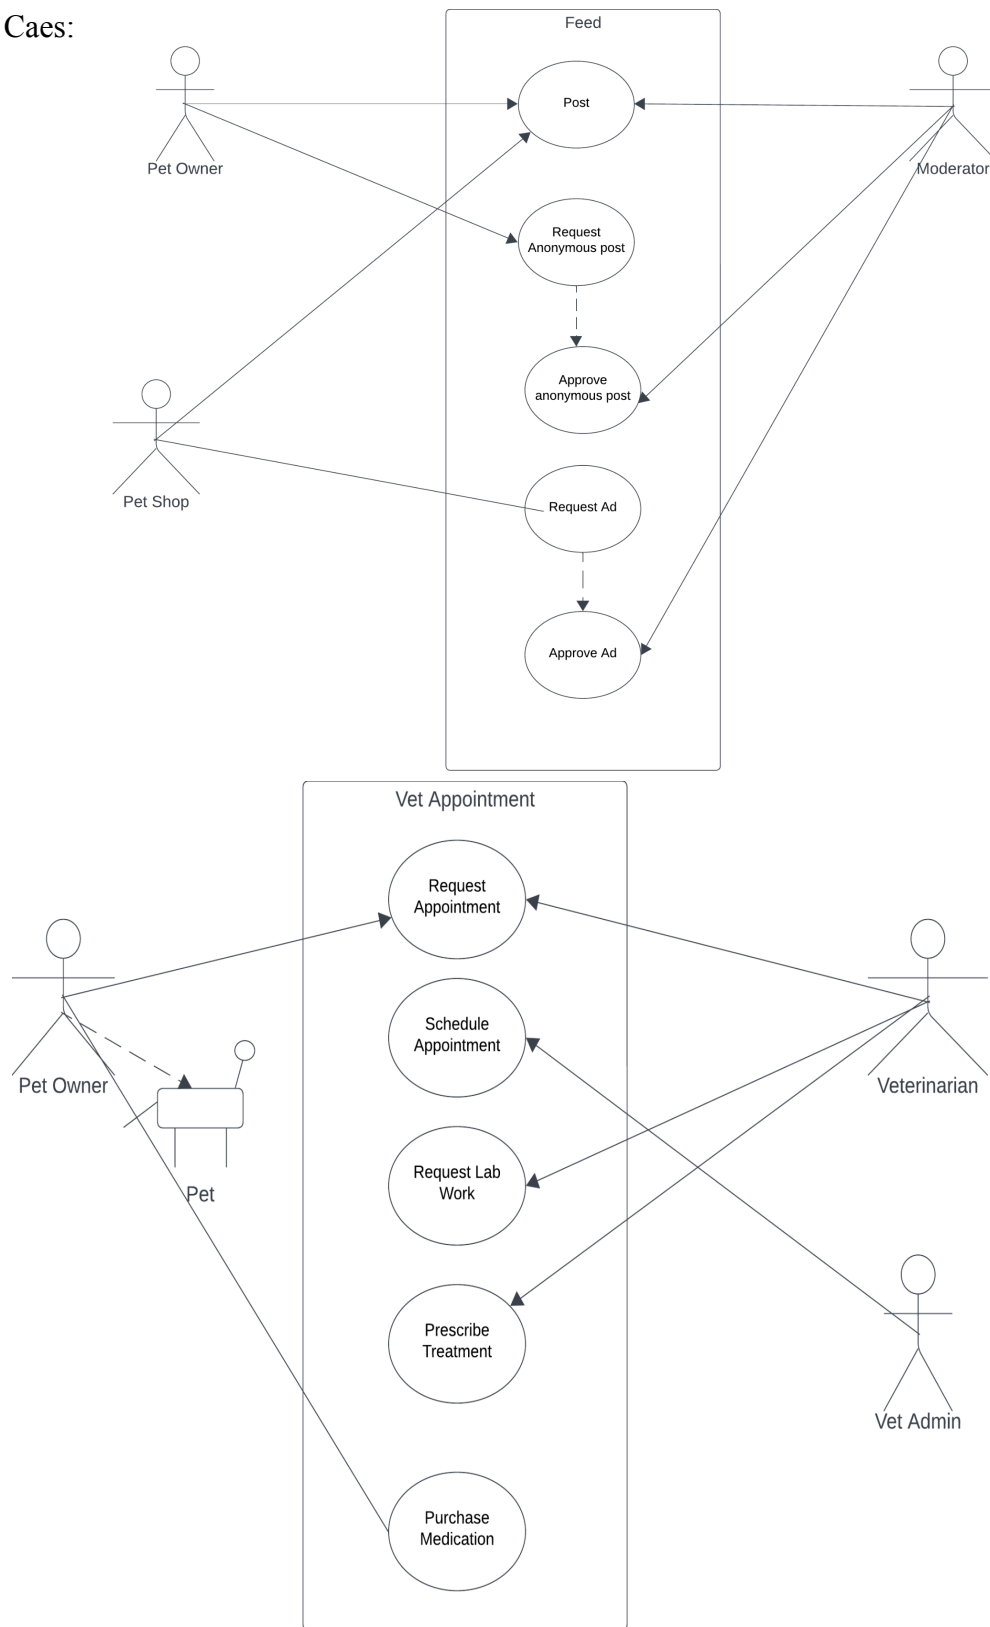 Caes:
Feed
Post
Pet Owner
Moderator
Request
Anonymous post
Approve
anonymous post
Pet Shop
Request Ad
Approve Ad
Vet Appointment
Request
Appointment
Schedule
Appointment
Pet Owner
Veterinarian
Request Lab
Work
Pet
Prescribe
Treatment
Vet Admin
Purchase
Medication